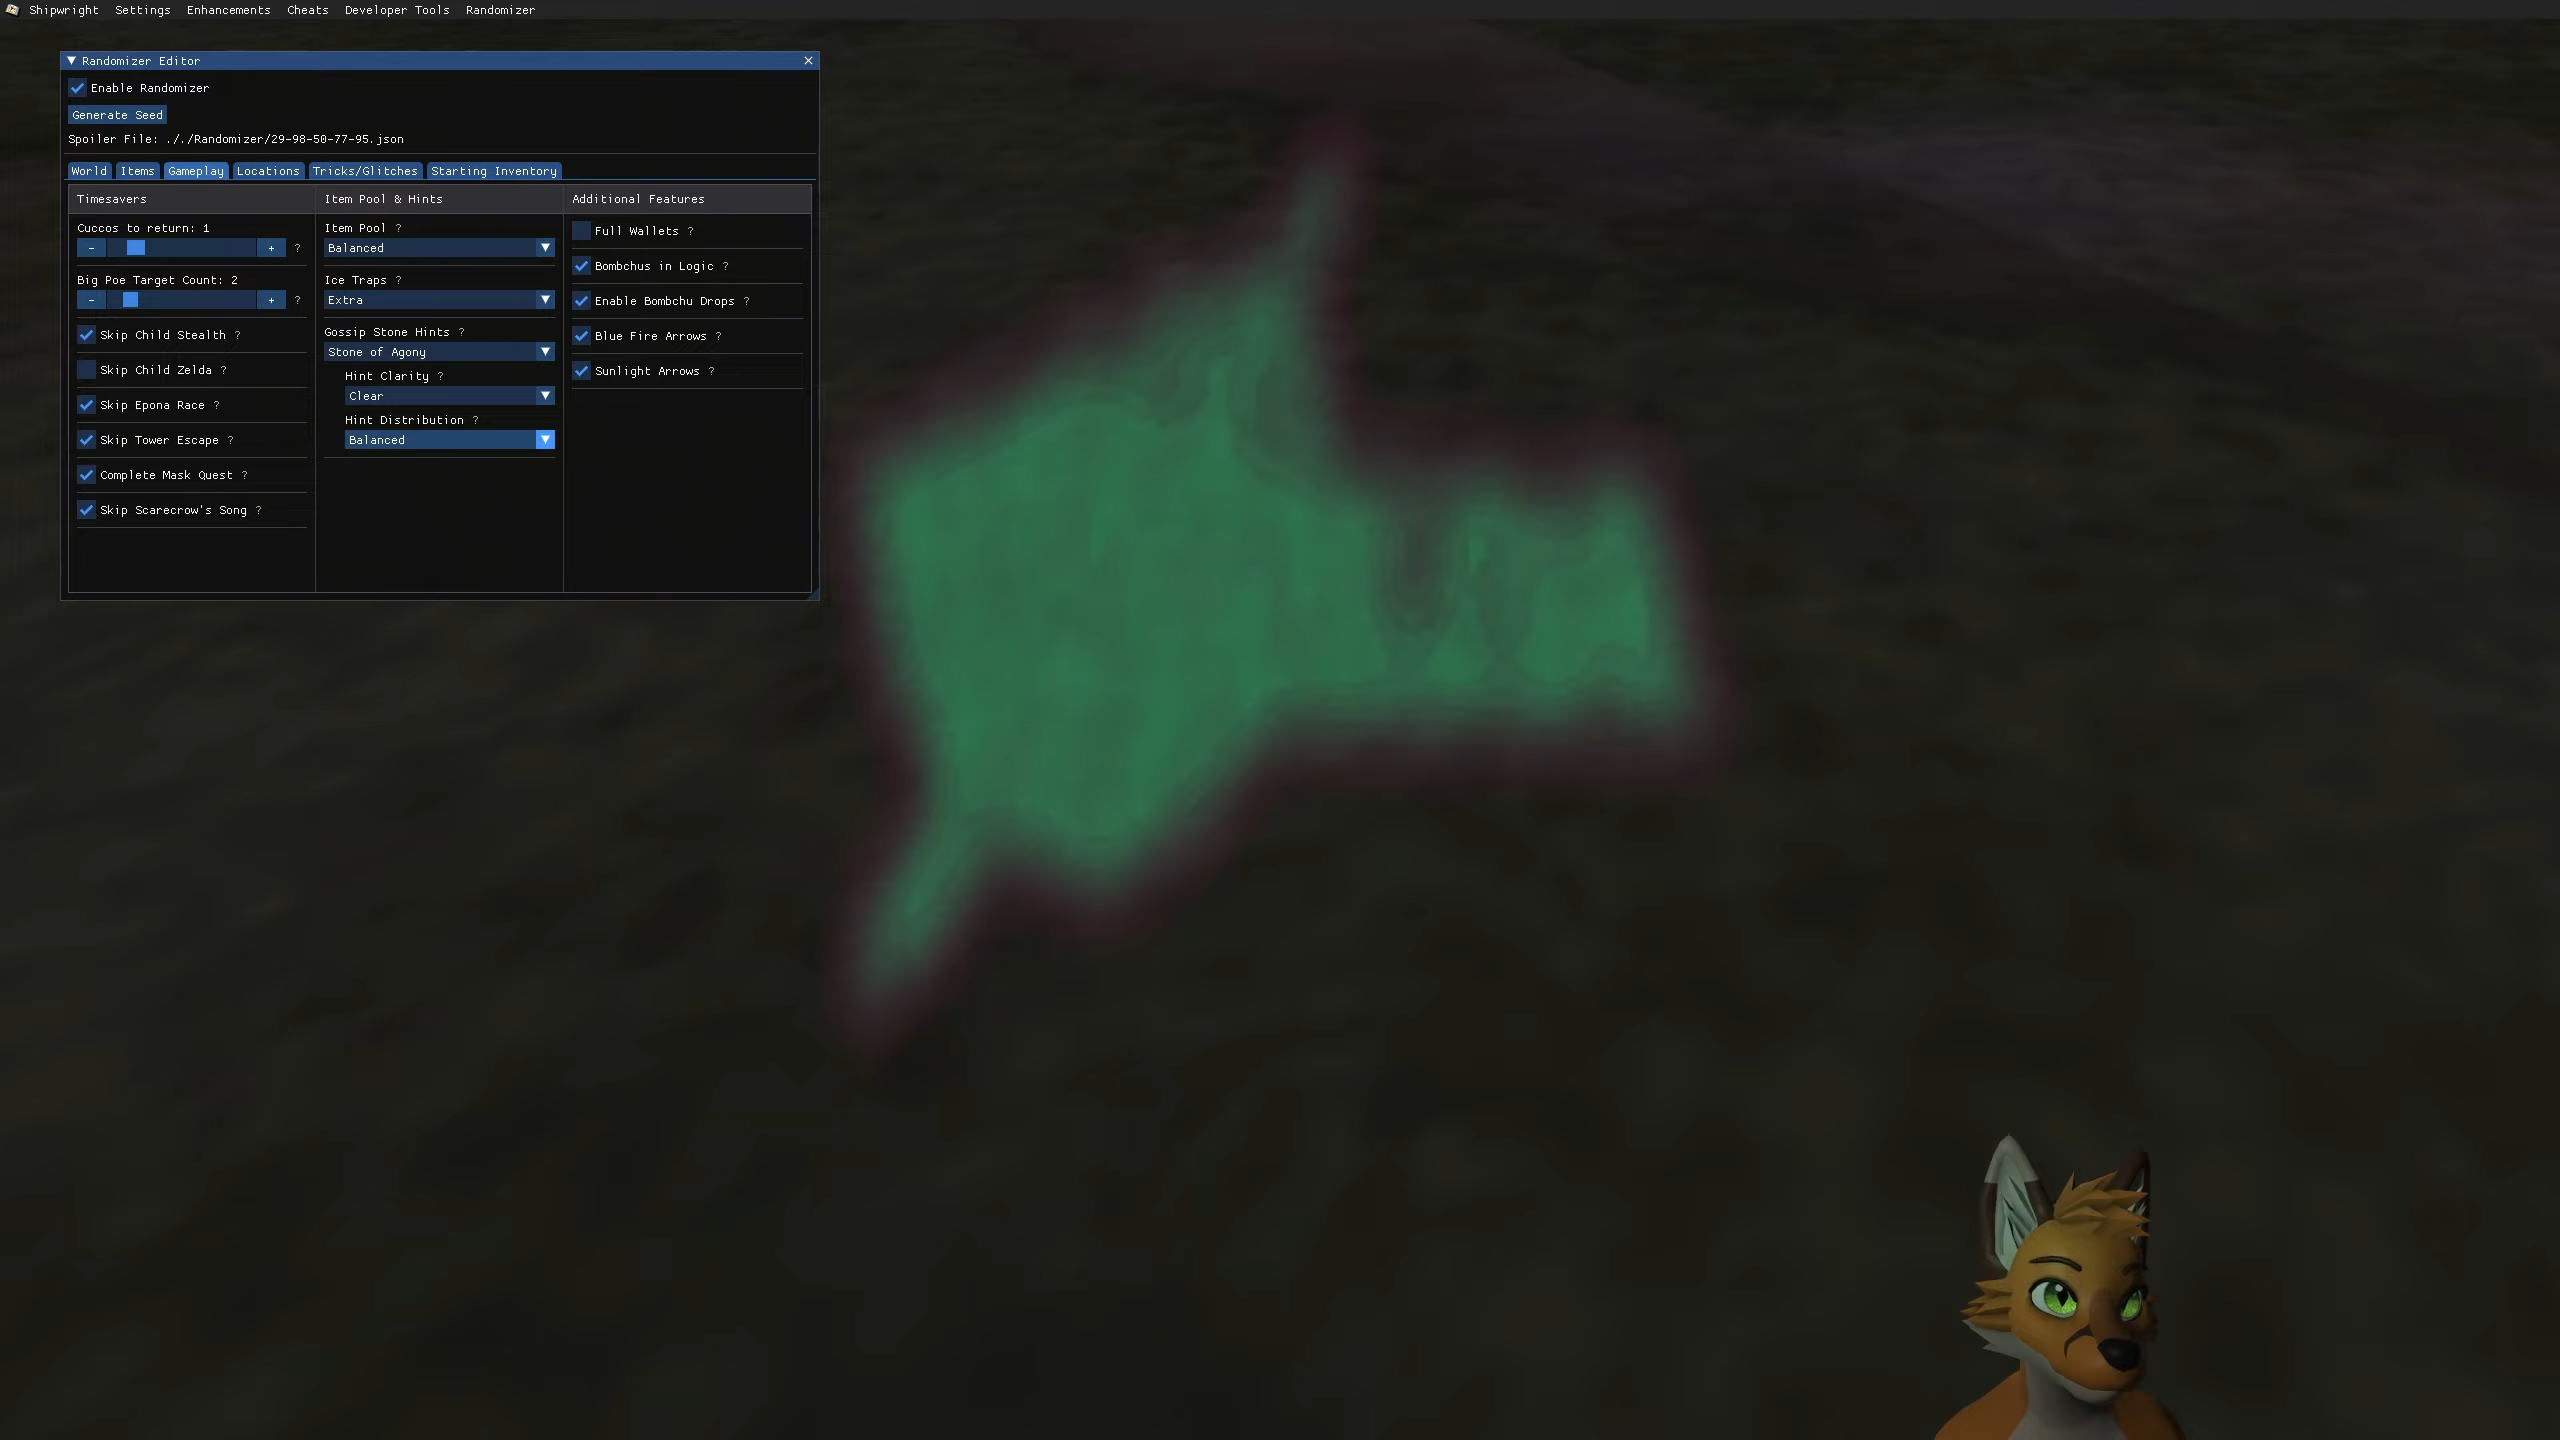 Shipwright Settings Enhancements Cheats Developer Tools Randomizer
Randomizer Editor
Enable Randomizer
Generate Seed
Spoiler File: ././Randomizer/29-98-50-77-95.json
World Items Gameplay Locations Tricks/Glitches Starting Inventory
Timesavers
Cuccos to return: 1
- + ?
Big Poe Target Count: 2
- + ?
Skip Child Stealth ?
Skip Child Zelda ?
Skip Epona Race ?
Skip Tower Escape ?
Complete Mask Quest ?
Skip Scarecrow's Song ?
Item Pool & Hints
Item Pool ?
Balanced
Ice Traps ?
Extra
Gossip Stone Hints ?
Stone of Agony
Hint Clarity ?
Clear
Hint Distribution ?
Balanced
Additional Features
Full Wallets ?
Bombchus in Logic ?
Enable Bombchu Drops ?
Blue Fire Arrows ?
Sunlight Arrows ?